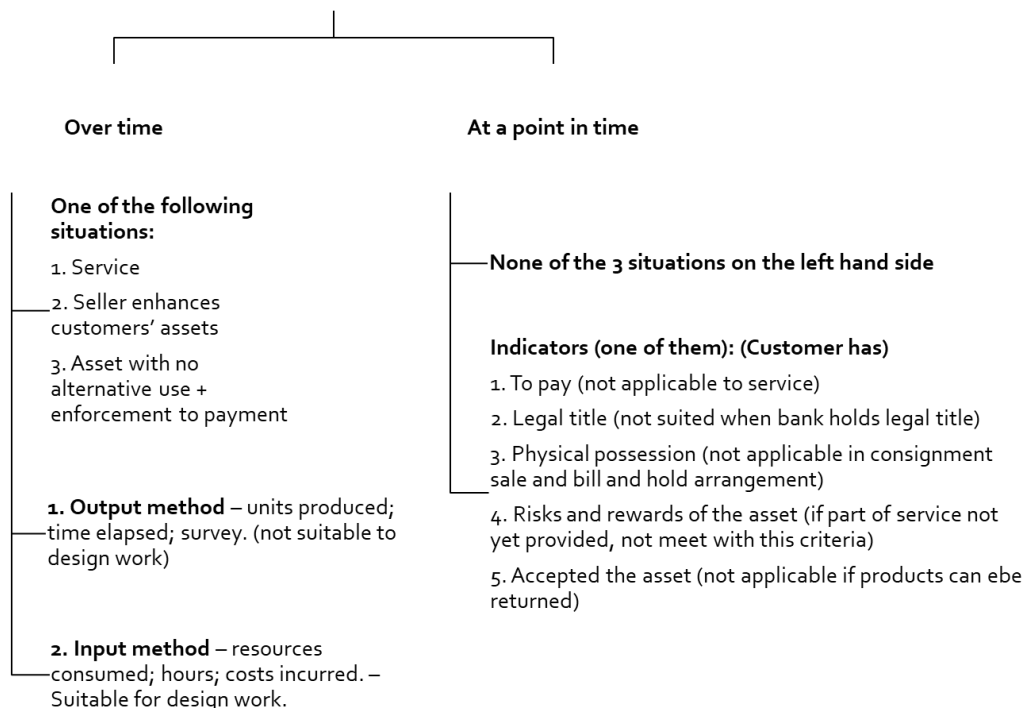 Over time
At a point in time
One of the following
situations:
1. Service
2. Seller enhances
customers’ assets
3. Asset with no
alternative use +
enforcement to payment
1. Output method – units produced;
time elapsed; survey. (not suitable to
design work)
2. Input method – resources
consumed; hours; costs incurred. –
Suitable for design work.
None of the 3 situations on the left hand side
Indicators (one of them): (Customer has)
1. To pay (not applicable to service)
2. Legal title (not suited when bank holds legal title)
3. Physical possession (not applicable in consignment
sale and bill and hold arrangement)
4. Risks and rewards of the asset (if part of service not
yet provided, not meet with this criteria)
5. Accepted the asset (not applicable if products can ebe
returned)